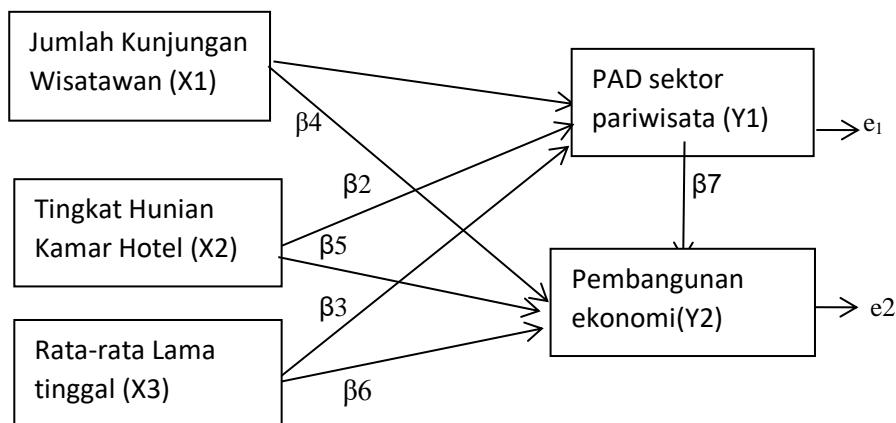 Jumlah Kunjungan
Wisatawan (X1)
PAD sektor
pariwisata (Y1)
e1
β4
β2
β7
Tingkat Hunian
Kamar Hotel (X2)
β5
Pembangunan
ekonomi(Y2)
e2
β3
Rata-rata Lama
tinggal (X3)
β6